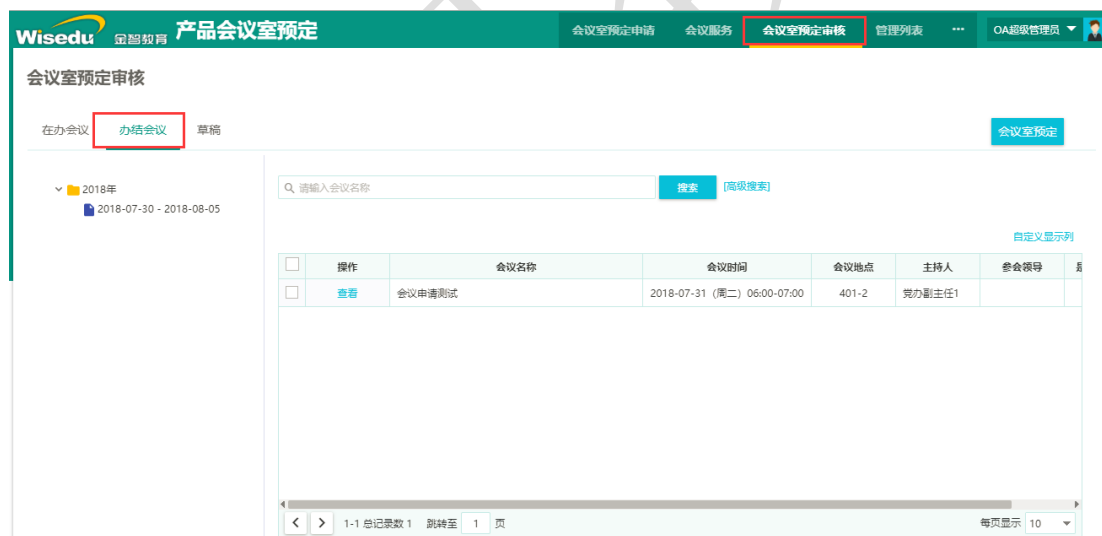 Wisedu 金智教育 产品会议室预定 会议室预定申请 会议服务 会议室预定审核 管理列表 ··· OA超级管理员
会议室预定审核
在办会议 办结会议 草稿 会议室预定
2018年
2018-07-30 - 2018-08-05
请输入会议名称 搜索 [高级搜索]
自定义显示列
操作 会议名称 会议时间 会议地点 主持人 参会领导
查看 会议申请测试 2018-07-31 (周二) 06:00-07:00 401-2 党办副主任1
1-1 总记录数 1 跳转至 1 页 每页显示 10